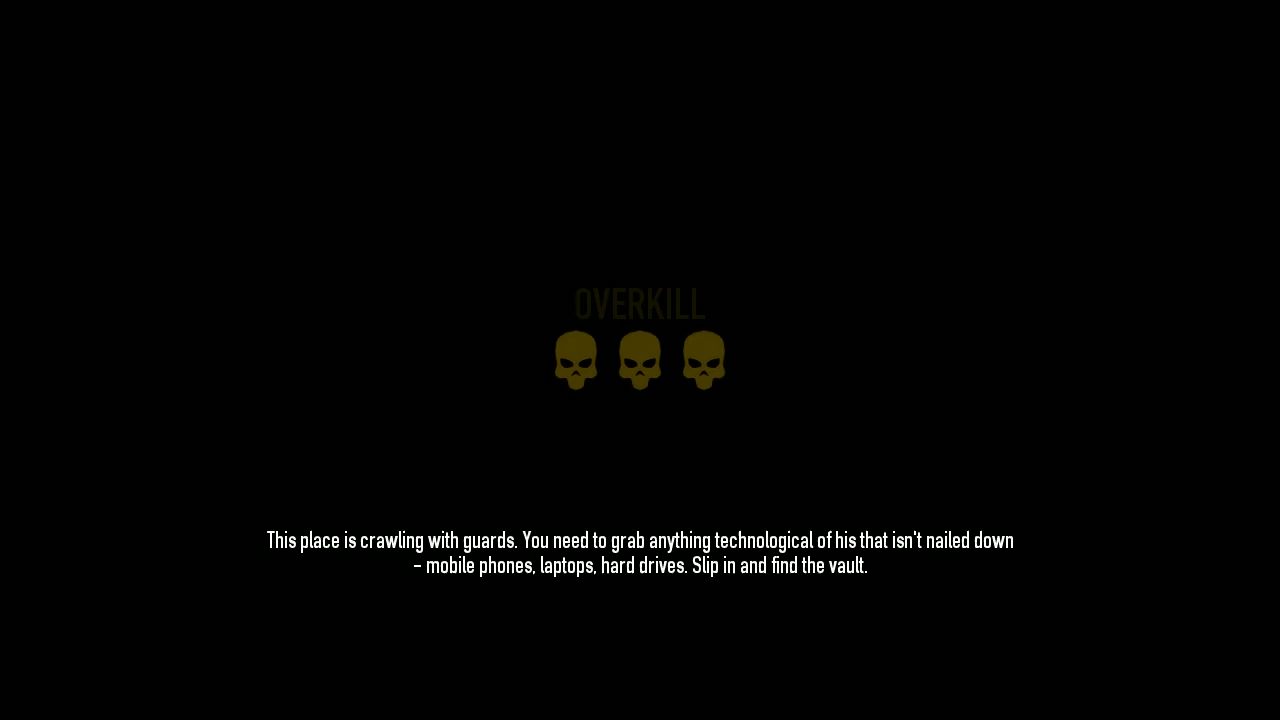 OVERKILL
This place is crawling with guards. You need to grab anything technological of his that isn't nailed down
- mobile phones, laptops, hard drives. Slip in and find the vault.